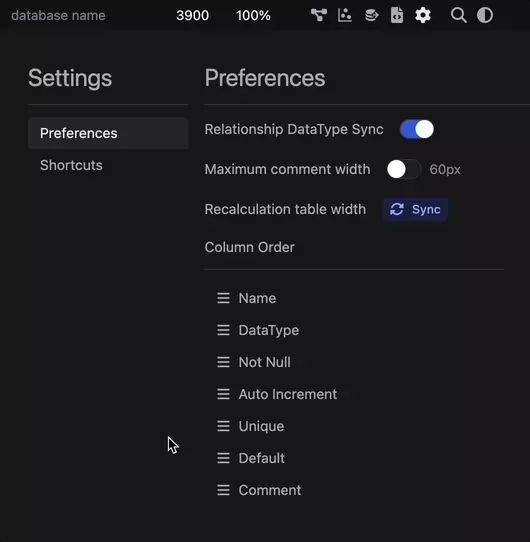 database name 3900 100%
Settings
Preferences
Shortcuts
Preferences
Relationship DataType Sync
Maximum comment width 60px
Recalculation table width Sync
Column Order
Name
DataType
Not Null
Auto Increment
Unique
Default
Comment